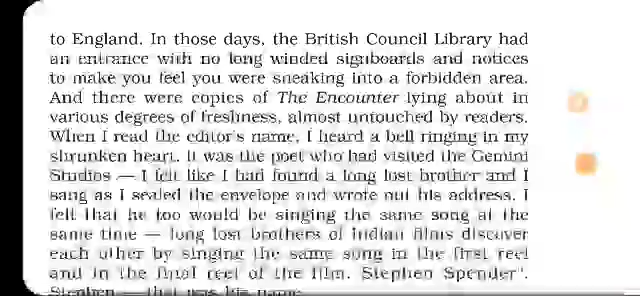 to England. In those days, the British Council Library had
an entrance with no long winded signboards and notices
to make you feel you were sneaking into a forbidden area.
And there were copies of The Encounter lying about in
various degrees of freshness, almost untouched by readers.
When I read the editor's name, I heard a bell ringing in my
shrunken heart. It was the poet who had visited the Gemini
Studios — I felt like I had found a long lost brother and I
sang as I sealed the envelope and wrote out his address. I
felt that he too would be singing the same song at the
same time — long lost brothers of Indian films discover
each other by singing the same song in the first reel
and in the final reel of the film. Stephen Spender'.
Stephen — that was his name.